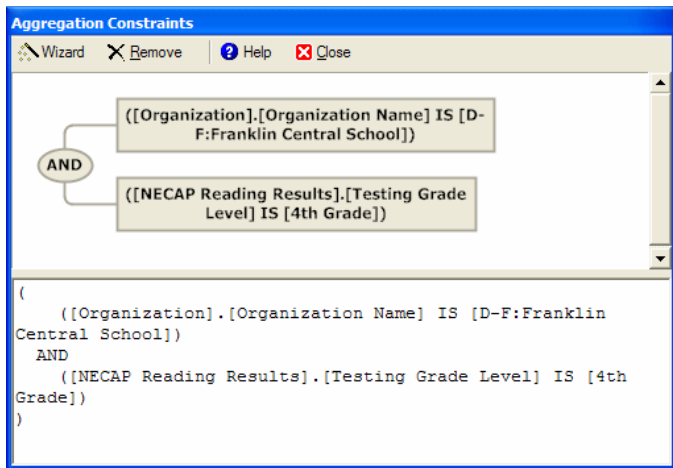 Aggregation Constraints
Wizard Remove Help Close
([Organization].[Organization Name] IS [D-
F:Franklin Central School])
AND
([NECAP Reading Results].[Testing Grade
Level] IS [4th Grade])
(
([Organization].[Organization Name] IS [D-F:Franklin
Central School])
AND
([NECAP Reading Results].[Testing Grade Level] IS [4th
Grade])
)